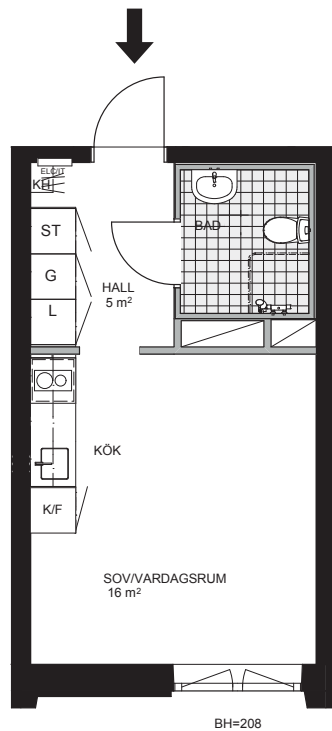 ELC/IT
KH
ST
BAD
G
HALL
5 m²
L
KÖK
K/F
SOV/VARDAGSRUM
16 m²
BH=208